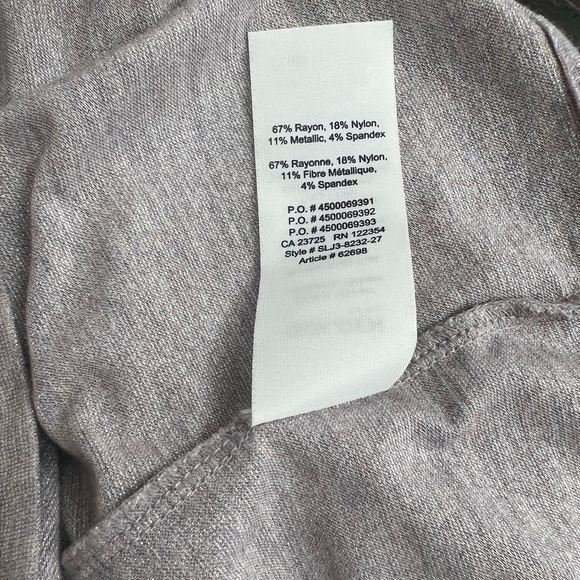 67% Rayon, 18% Nylon,
11% Metallic, 4% Spandex
67% Rayonne, 18% Nylon,
11% Fibre Métallique,
4% Spandex
P.O. # 4500069391
P.O. # 4500069392
P.O. # 4500069393
CA 23725 RN 122354
Style # SLJ3-8232-27
Article # 62698